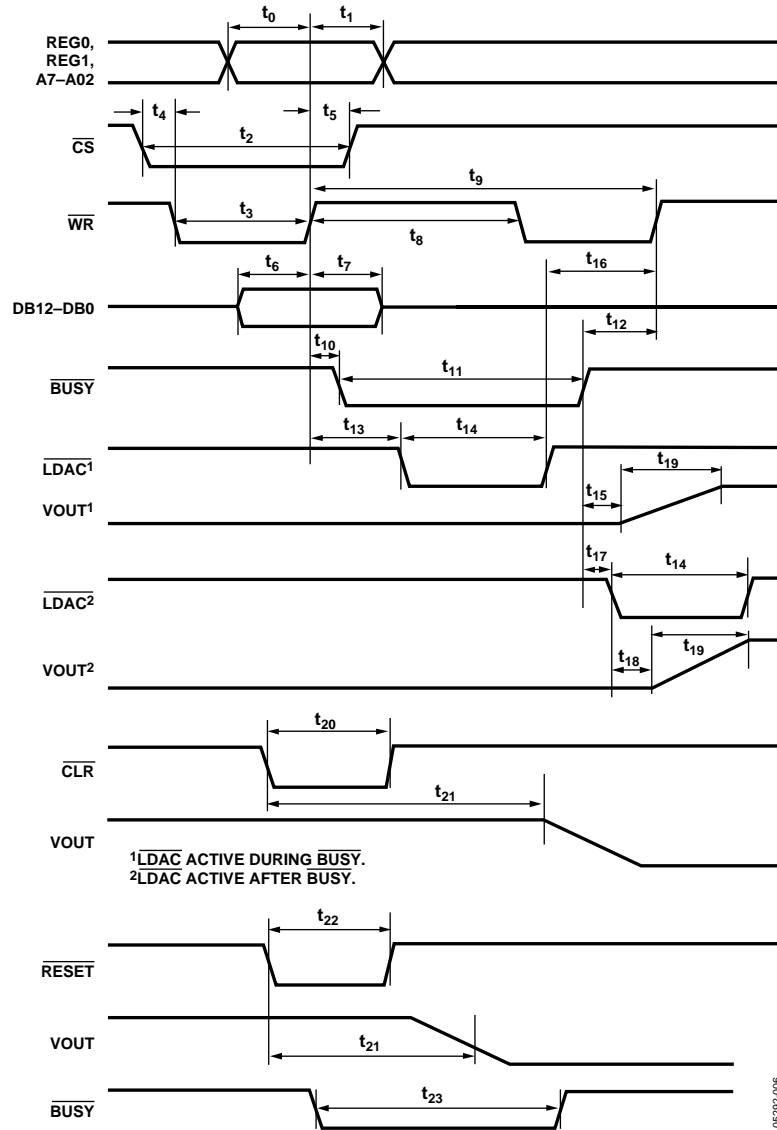 t0
t1
REG0,
REG1,
A7–A02
t4
t5
t2
CS
t9
WR
t3
t8
t16
t6
t7
DB12–DB0
t12
t10
t11
BUSY
t13
t14
LDAC1
t19
t15
VOUT1
t17
t14
LDAC2
t18
t19
VOUT2
t20
CLR
t21
VOUT
1LDAC ACTIVE DURING BUSY.
2LDAC ACTIVE AFTER BUSY.
t22
RESET
VOUT
t21
t23
BUSY
05292-006